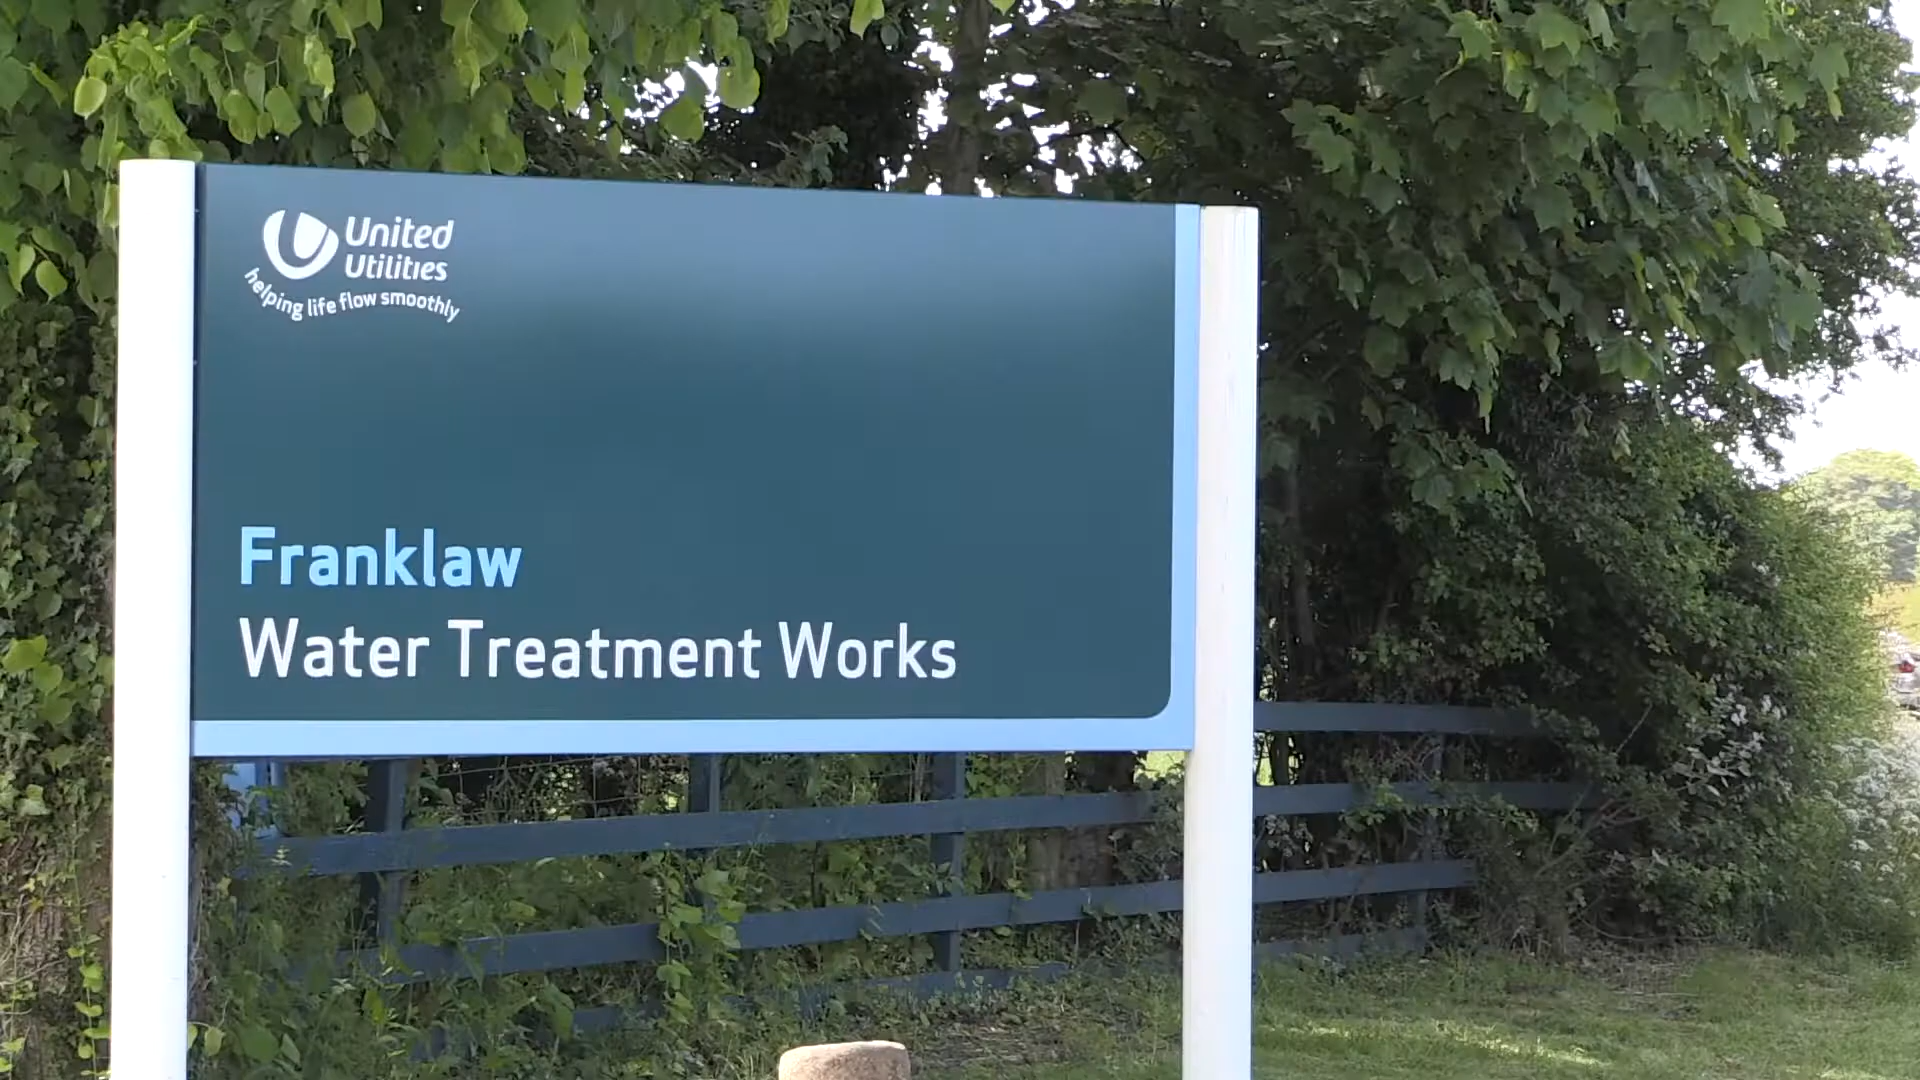 United
Utilities
helping life flow smoothly
Franklaw
Water Treatment Works